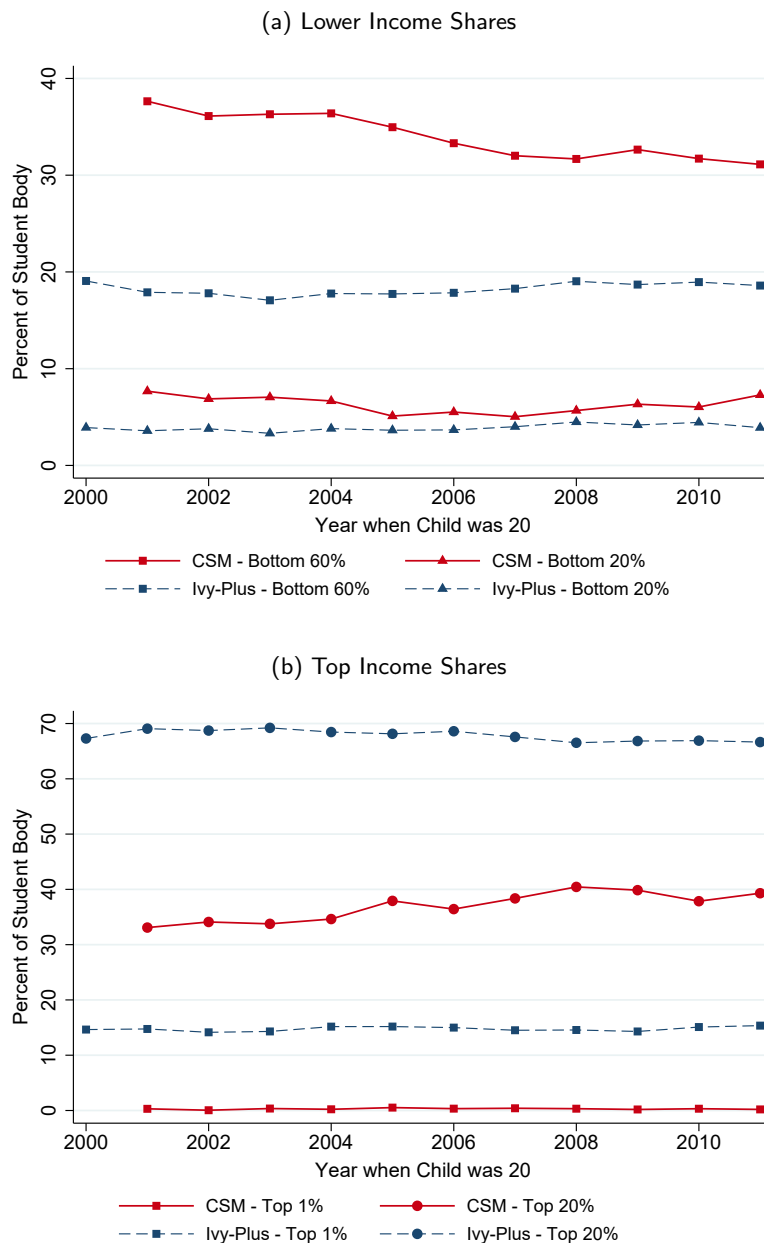 (a) Lower Income Shares
40
30
20
10
0
Percent of Student Body
2000 2002 2004 2006 2008 2010
Year when Child was 20
CSM - Bottom 60% CSM - Bottom 20%
Ivy-Plus - Bottom 60% Ivy-Plus - Bottom 20%
(b) Top Income Shares
70
60
50
40
30
20
10
0
Percent of Student Body
2000 2002 2004 2006 2008 2010
Year when Child was 20
CSM - Top 1% CSM - Top 20%
Ivy-Plus - Top 1% Ivy-Plus - Top 20%